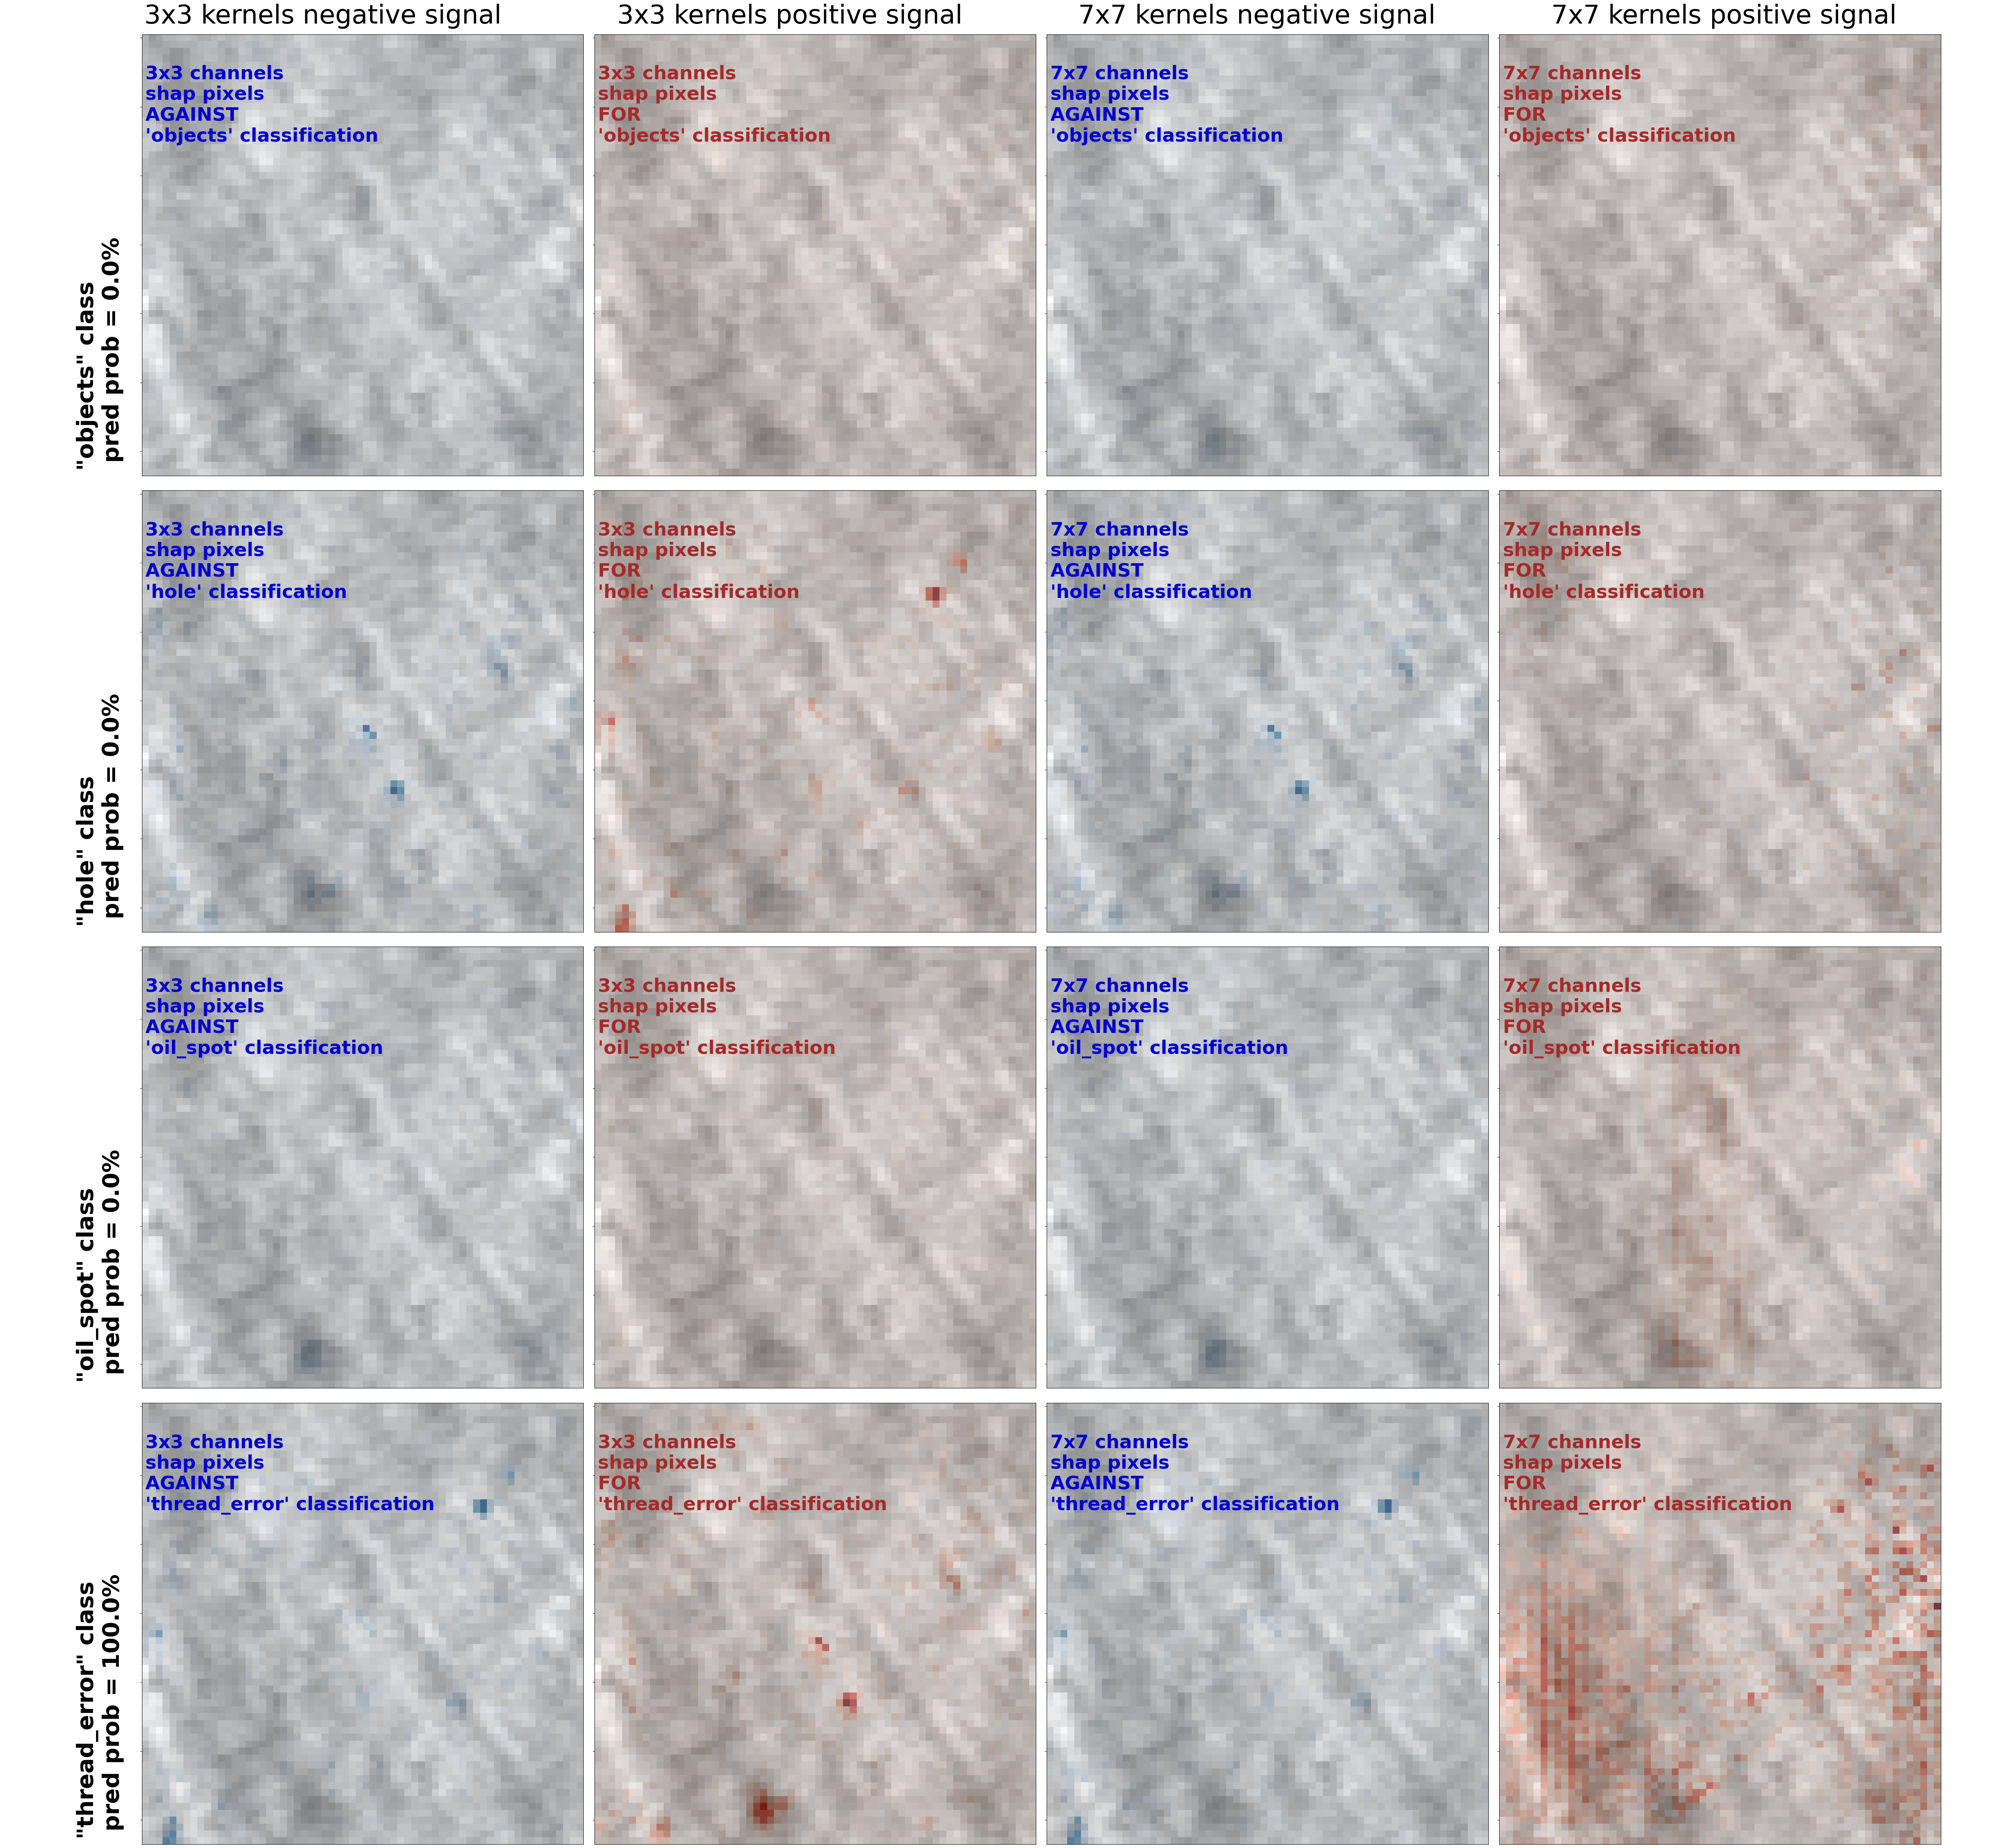 3x3 kernels negative signal
3x3 kernels positive signal
7x7 kernels negative signal
7x7 kernels positive signal
"objects" class
pred prob = 0.0%
3x3 channels
shap pixels
AGAINST
'objects' classification
3x3 channels
shap pixels
FOR
'objects' classification
7x7 channels
shap pixels
AGAINST
'objects' classification
7x7 channels
shap pixels
FOR
'objects' classification
"hole" class
pred prob = 0.0%
3x3 channels
shap pixels
AGAINST
'hole' classification
3x3 channels
shap pixels
FOR
'hole' classification
7x7 channels
shap pixels
AGAINST
'hole' classification
7x7 channels
shap pixels
FOR
'hole' classification
"oil_spot" class
pred prob = 0.0%
3x3 channels
shap pixels
AGAINST
'oil_spot' classification
3x3 channels
shap pixels
FOR
'oil_spot' classification
7x7 channels
shap pixels
AGAINST
'oil_spot' classification
7x7 channels
shap pixels
FOR
'oil_spot' classification
"thread_error" class
pred prob = 100.0%
3x3 channels
shap pixels
AGAINST
'thread_error' classification
3x3 channels
shap pixels
FOR
'thread_error' classification
7x7 channels
shap pixels
AGAINST
'thread_error' classification
7x7 channels
shap pixels
FOR
'thread_error' classification